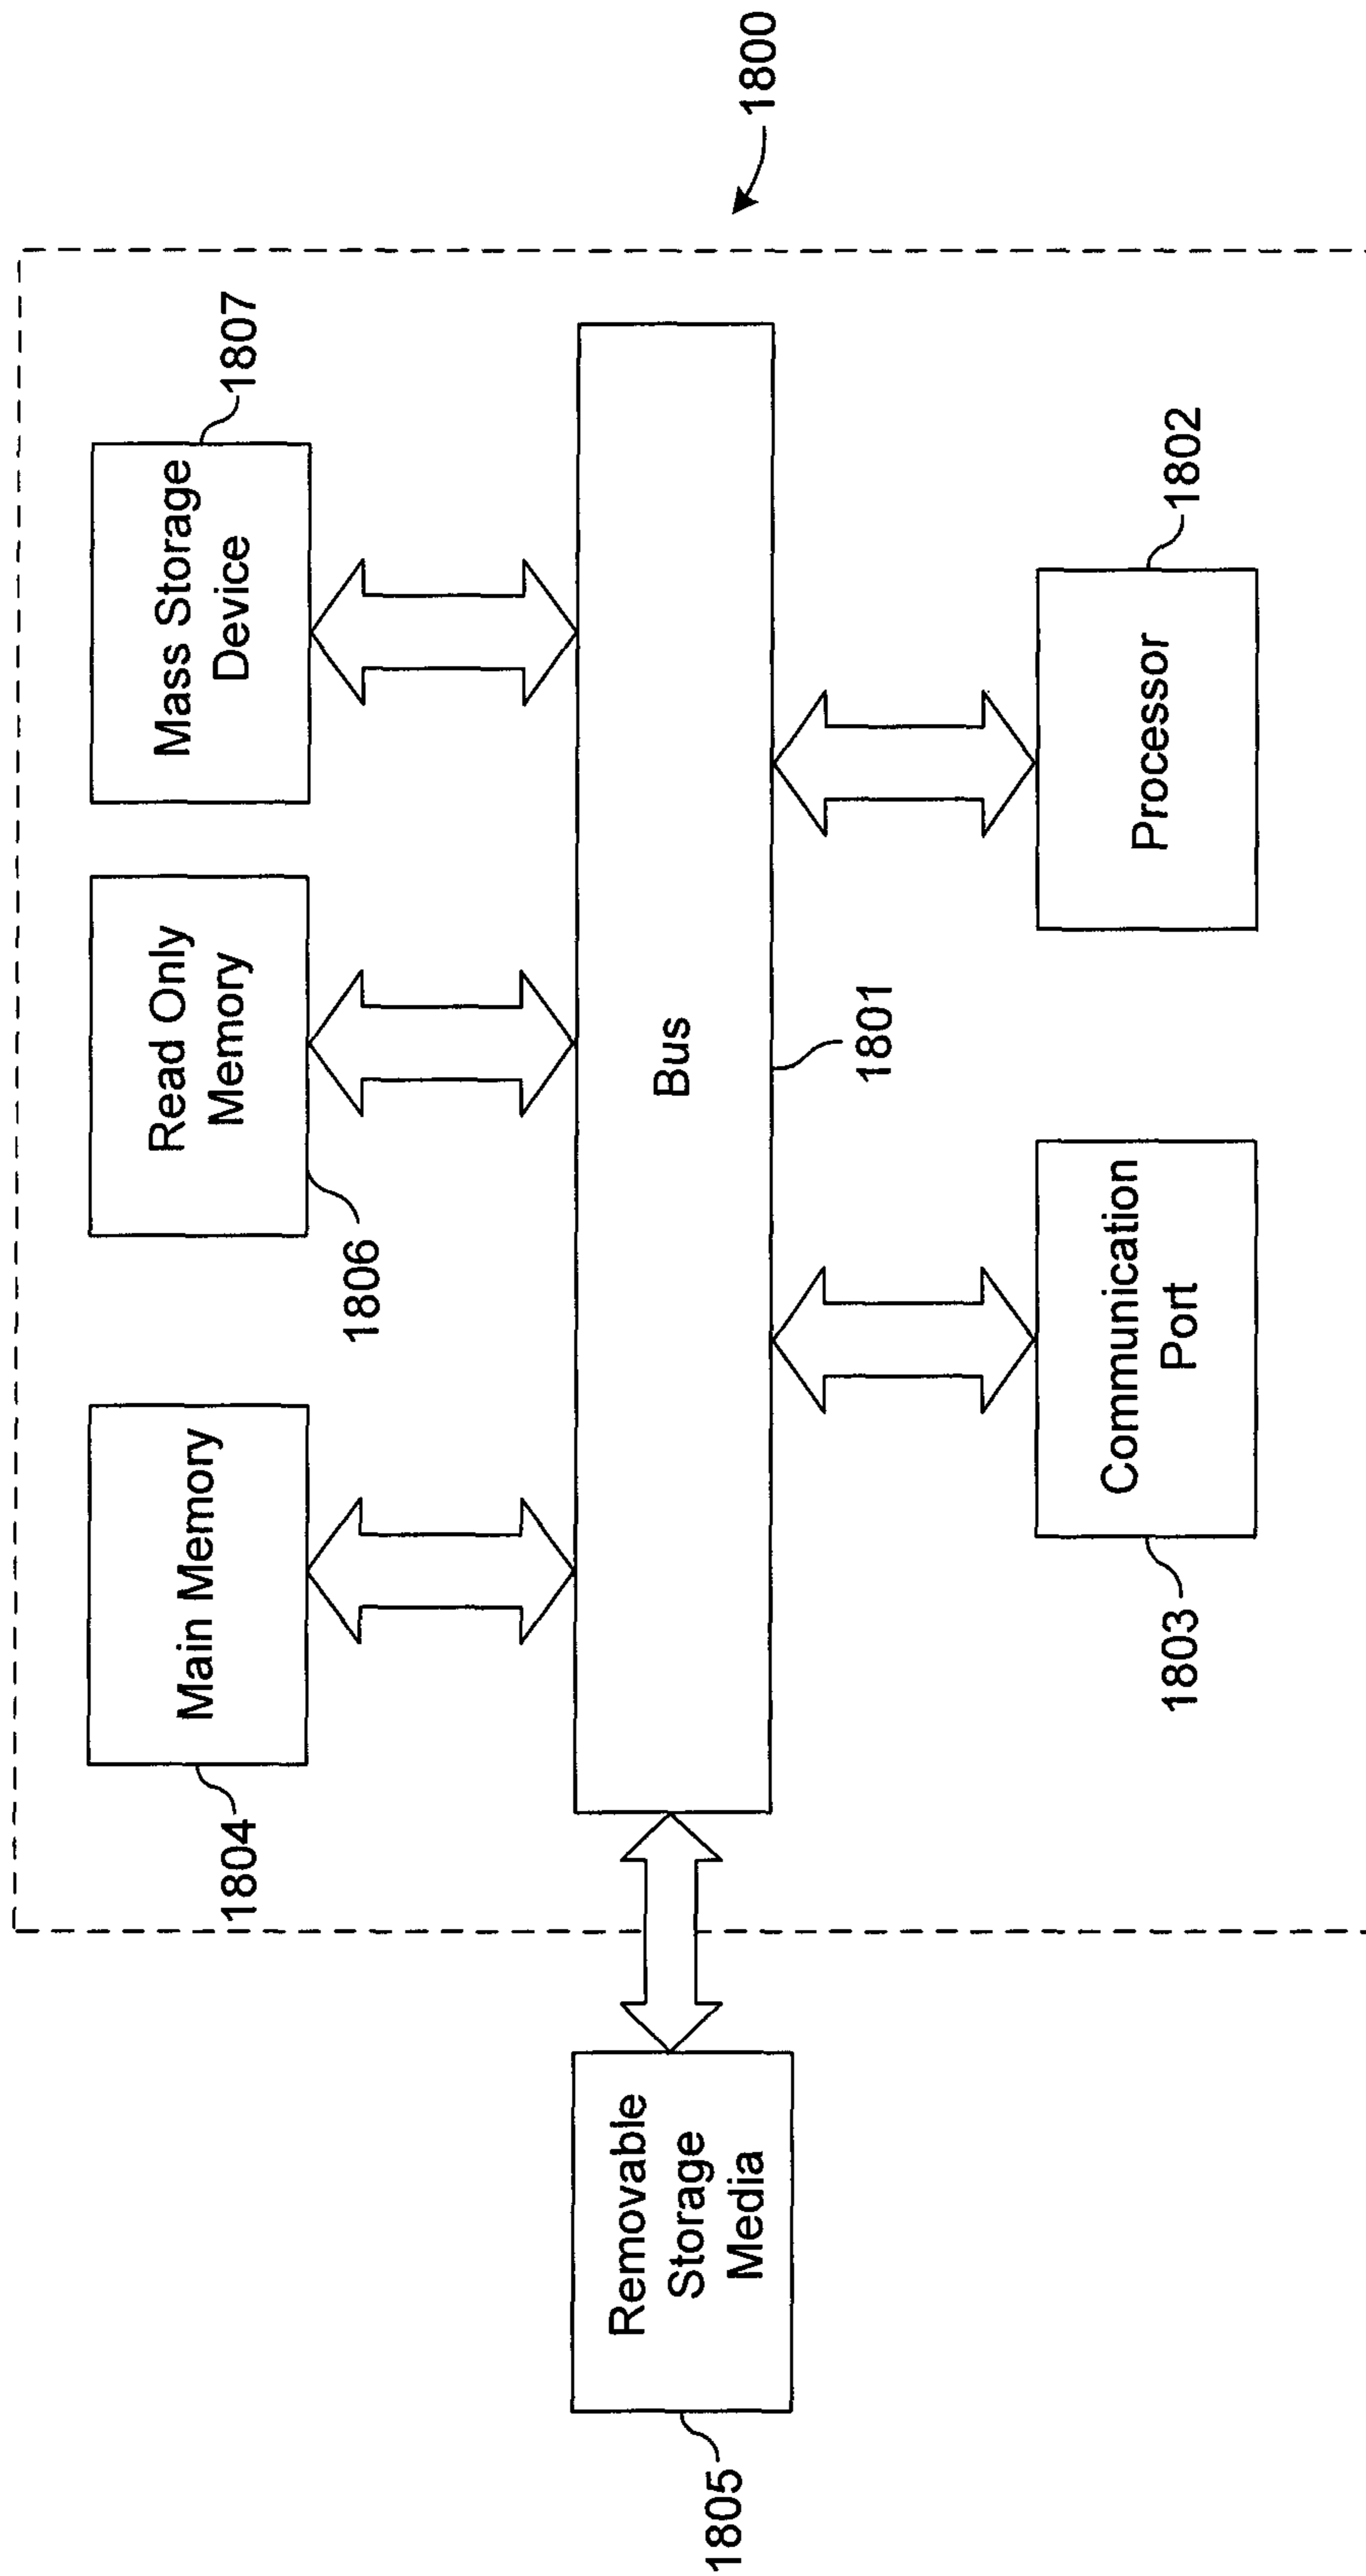 1800
1804
Main Memory
Read Only
Memory
1806
Mass Storage
Device
1807
Removable
Storage
Media
1805
Bus
1801
Communication
Port
1803
Processor
1802